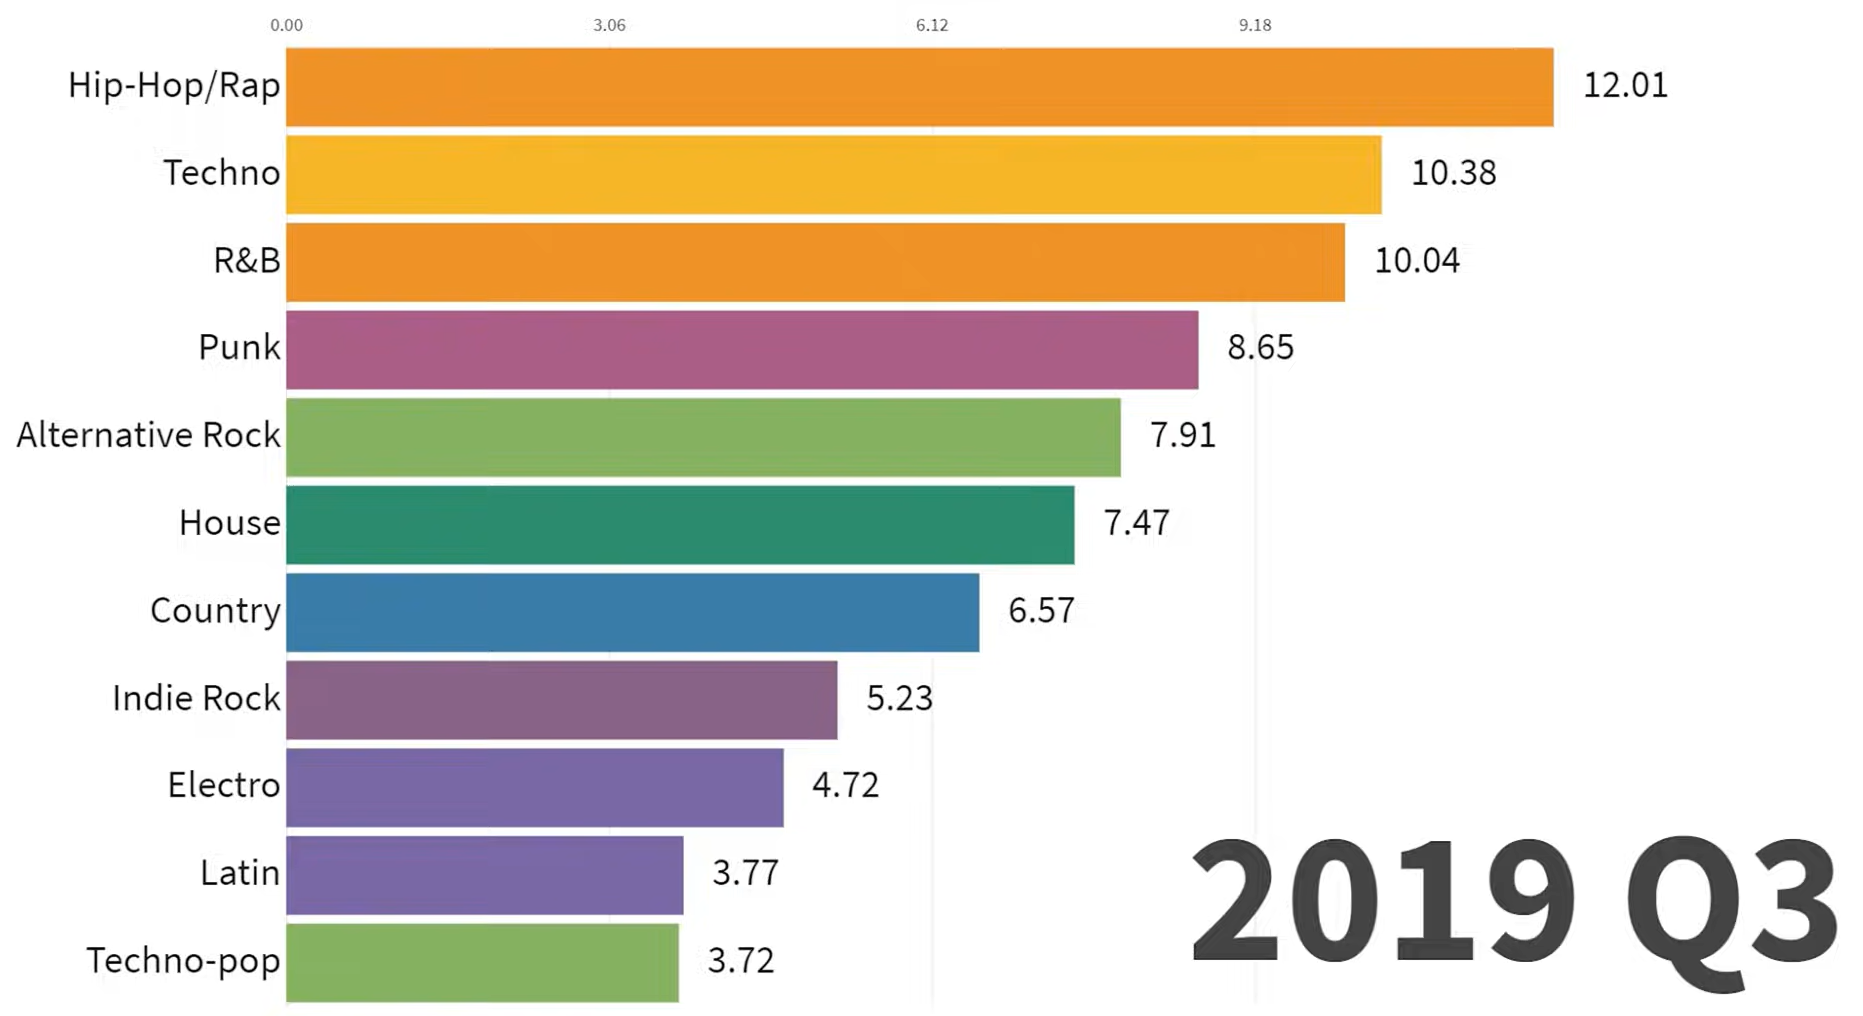 0.00 3.06 6.12 9.18
Hip-Hop/Rap 12.01
Techno 10.38
R&B 10.04
Punk 8.65
Alternative Rock 7.91
House 7.47
Country 6.57
Indie Rock 5.23
Electro 4.72
Latin 3.77
Techno-pop 3.72
2019 Q3